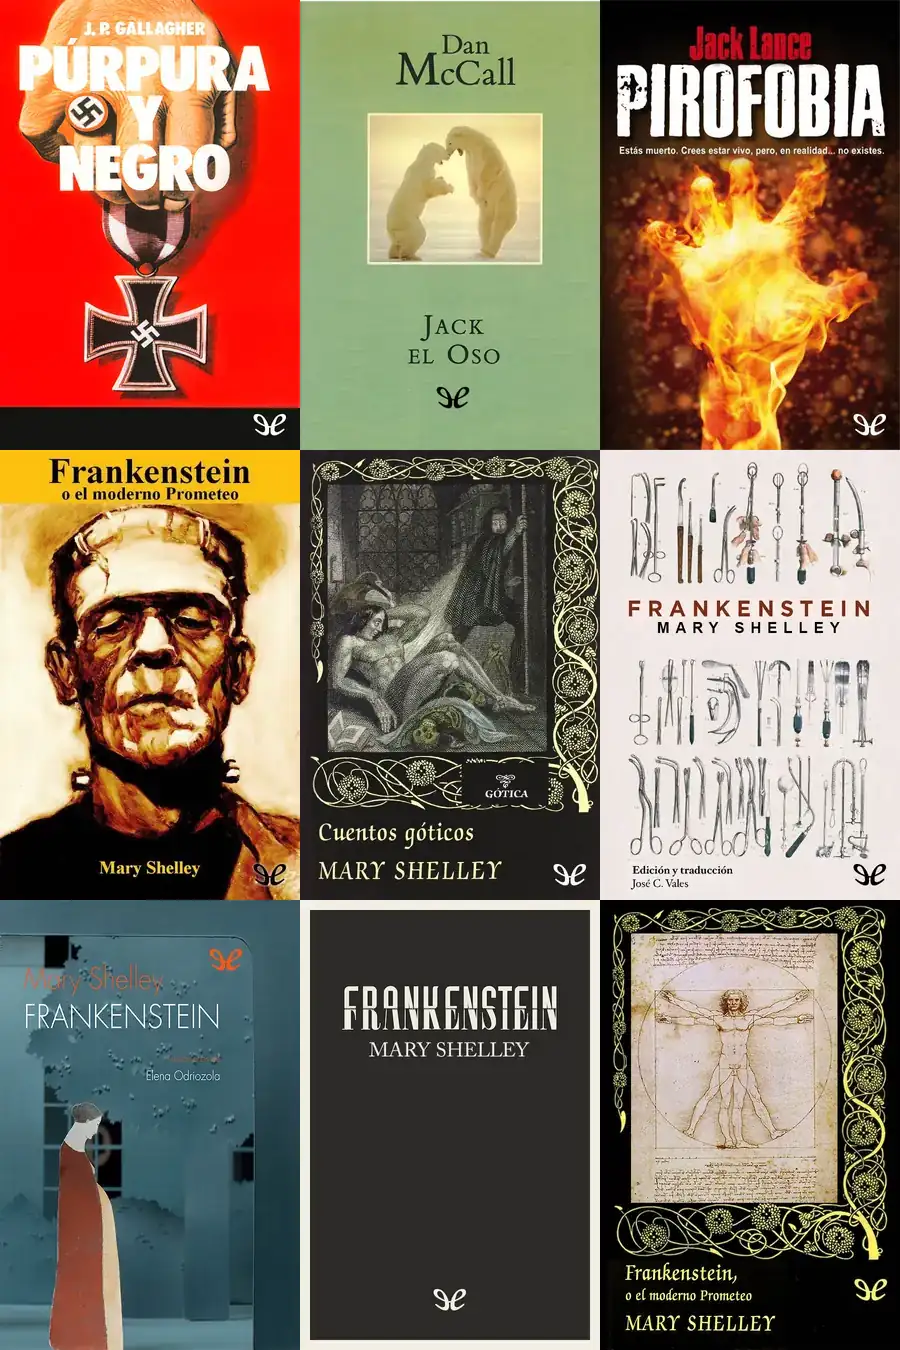 J. P. GALLAGHER
PÚRPURA
Y
NEGRO
Dan
McCall
JACK
EL OSO
Jack Lance
PIROFOBIA
Estás muerto. Crees estar vivo, pero, en realidad... no existes.
Frankenstein
o el moderno Prometeo
Mary Shelley
GÓTICA
Cuentos góticos
MARY SHELLEY
FRANKENSTEIN
MARY SHELLEY
Edición y traducción
José C. Vales
Mary Shelley
FRANKENSTEIN
Elena Odriozola
FRANKENSTEIN
MARY SHELLEY
Frankenstein,
o el moderno Prometeo
MARY SHELLEY